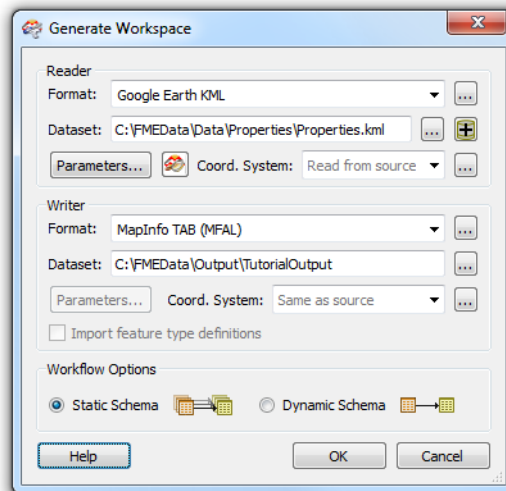 Generate Workspace
Reader
Format: Google Earth KML ...
Dataset: C:\FMEData\Data\Properties\Properties.kml ...
Parameters... Coord. System: Read from source ...
Writer
Format: MapInfo TAB (MFAL) ...
Dataset: C:\FMEData\Output\TutorialOutput ...
Parameters... Coord. System: Same as source ...
Import feature type definitions
Workflow Options
Static Schema Dynamic Schema
Help OK Cancel